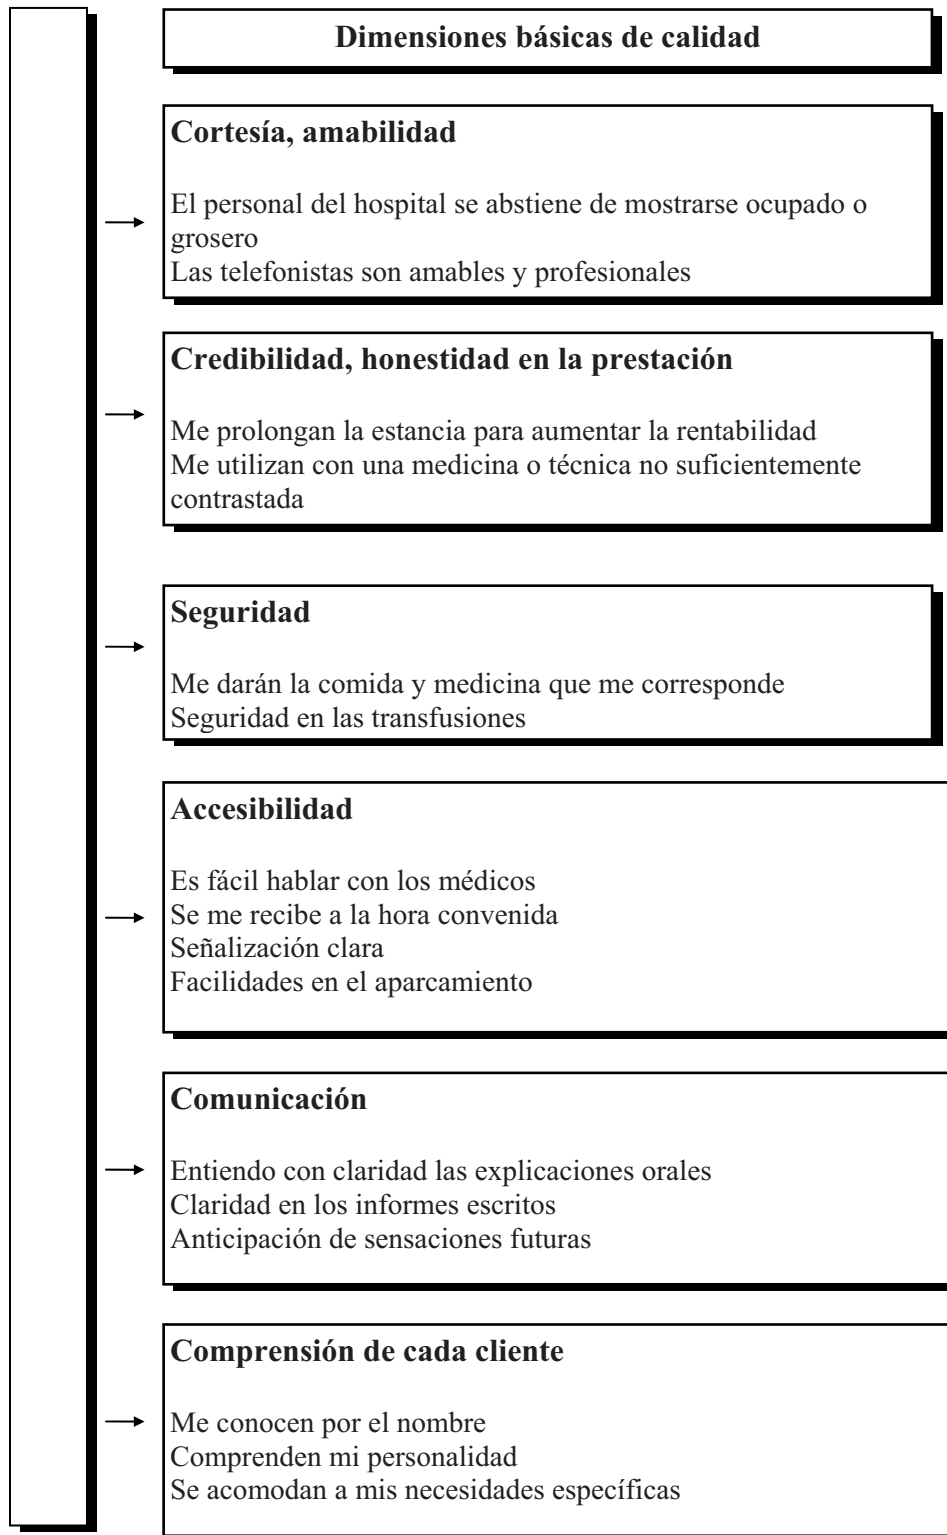 Dimensiones básicas de calidad
Cortesía, amabilidad
El personal del hospital se abstiene de mostrarse ocupado o
grosero
Las telefonistas son amables y profesionales
Credibilidad, honestidad en la prestación
Me prolongan la estancia para aumentar la rentabilidad
Me utilizan con una medicina o técnica no suficientemente
contrastada
Seguridad
Me darán la comida y medicina que me corresponde
Seguridad en las transfusiones
Accesibilidad
Es fácil hablar con los médicos
Se me recibe a la hora convenida
Señalización clara
Facilidades en el aparcamiento
Comunicación
Entiendo con claridad las explicaciones orales
Claridad en los informes escritos
Anticipación de sensaciones futuras
Comprensión de cada cliente
Me conocen por el nombre
Comprenden mi personalidad
Se acomodan a mis necesidades específicas